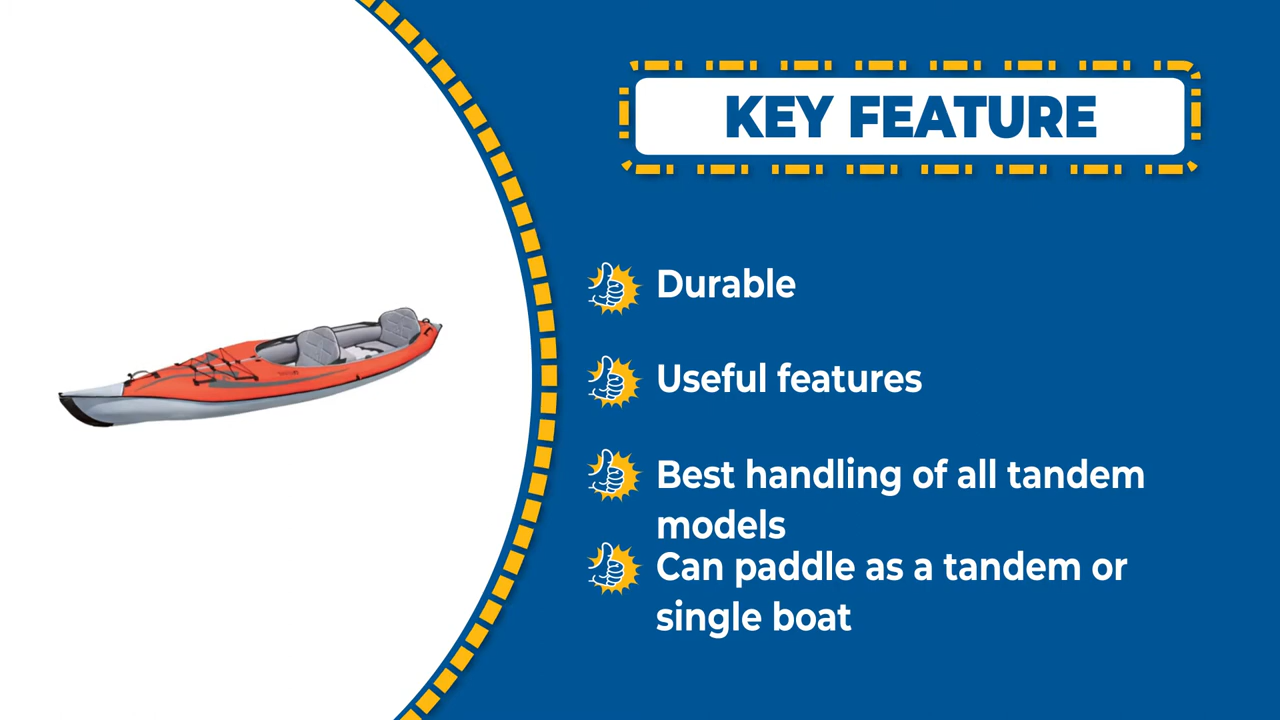 KEY FEATURE
Durable
Useful features
Best handling of all tandem
models
Can paddle as a tandem or
single boat